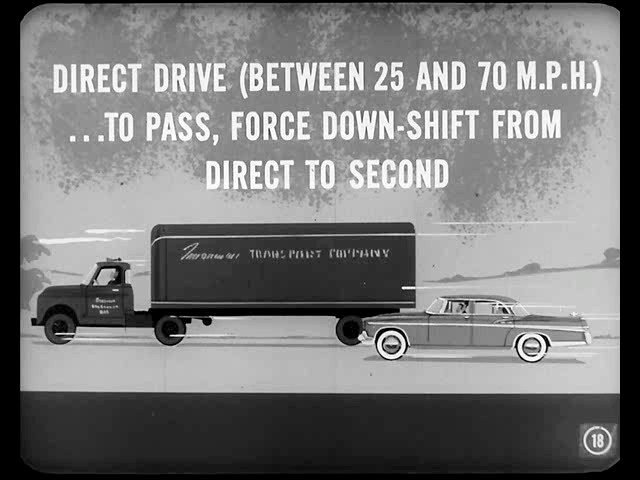 DIRECT DRIVE (BETWEEN 25 AND 70 M.P.H.)
...TO PASS, FORCE DOWN-SHIFT FROM
DIRECT TO SECOND
TRANSPORT COMPANY
18